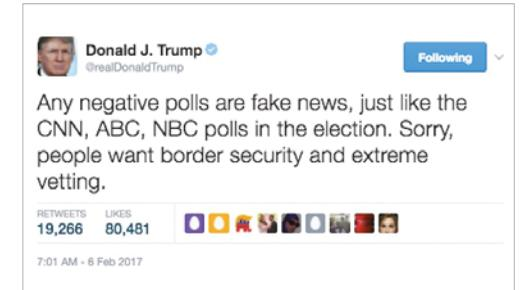 Donald J. Trump
@realDonaldTrump
Following
Any negative polls are fake news, just like the
CNN, ABC, NBC polls in the election. Sorry,
people want border security and extreme
vetting.
RETWEETS LIKES
19,266 80,481
7:01 AM - 6 Feb 2017